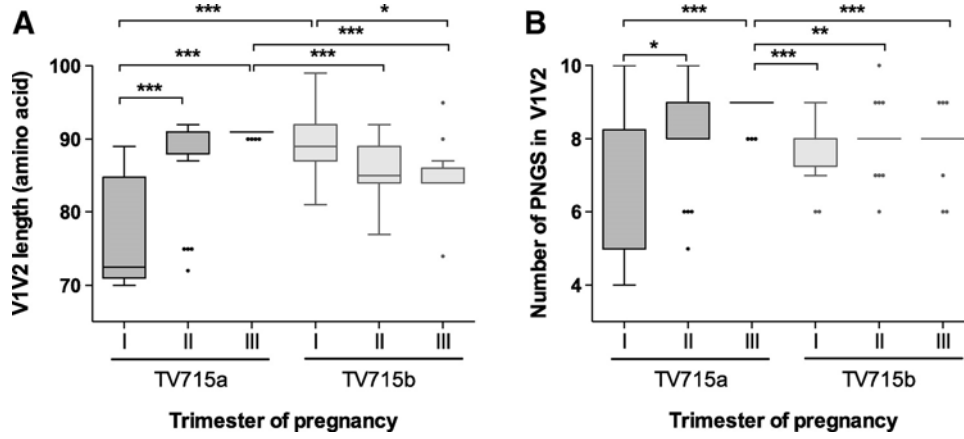 A
*** *
***
*** ***
***
V1V2 length (amino acid)
100
90
80
70
I II III I II III
TV715a TV715b
Trimester of pregnancy
B
*** ***
**
* ***
Number of PNGS in V1V2
10
8
6
4
I II III I II III
TV715a TV715b
Trimester of pregnancy